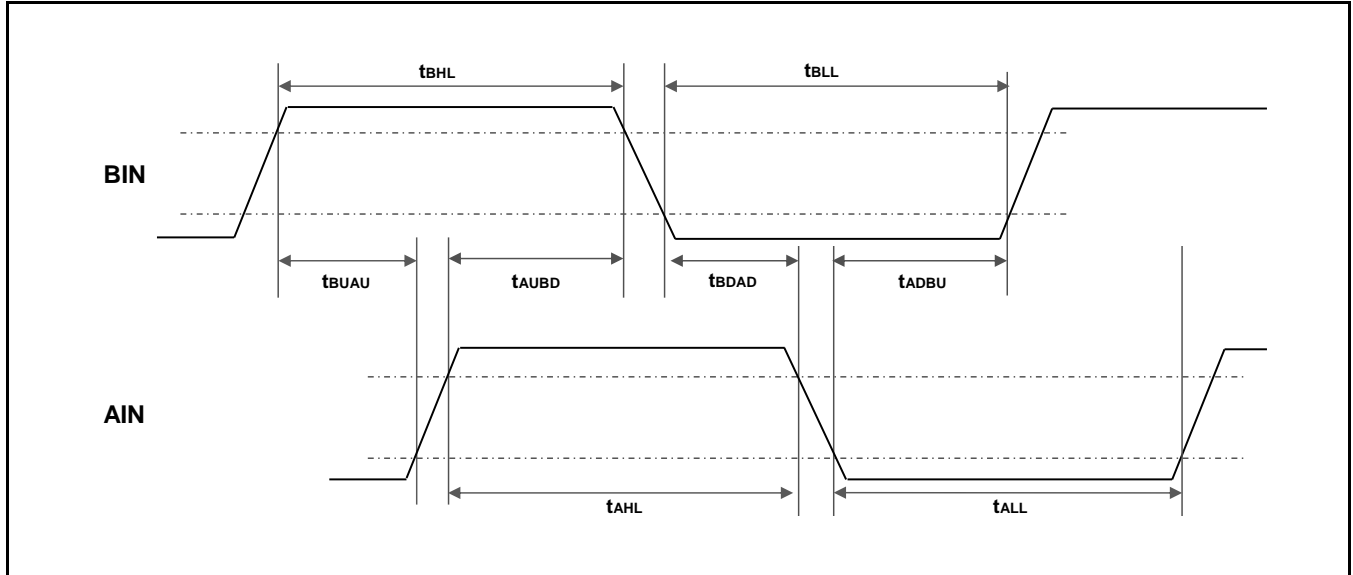 tBHL
tBLL
BIN
tBUAU
tAUBD
tBDAD
tADBU
AIN
tAHL
tALL